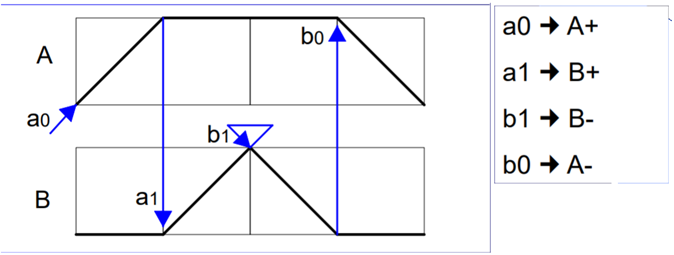 A
b0
a0
b1
B
a1
a0 → A+
a1 → B+
b1 → B-
b0 → A-